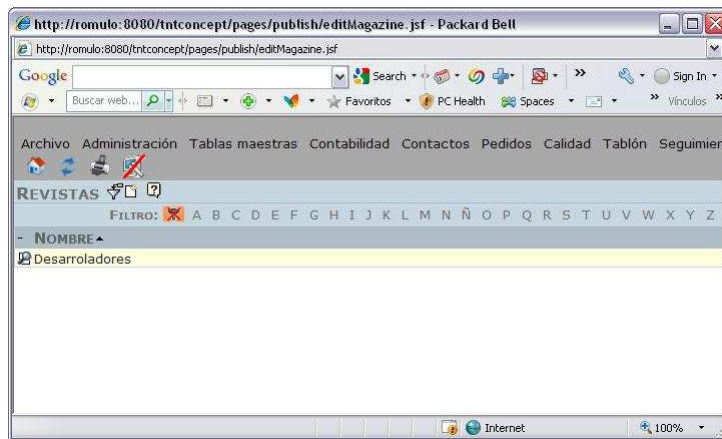 http://romulo:8080/tntconcept/pages/publish/editMagazine.jsf - Packard Bell
http://romulo:8080/tntconcept/pages/publish/editMagazine.jsf
Google Search Sign In
Buscar web... Favoritos PC Health Spaces Vínculos
Archivo Administración Tablas maestras Contabilidad Contactos Pedidos Calidad Tablón Seguimier
REVISTAS
FILTRO: A B C D E F G H I J K L M N Ñ O P Q R S T U V W X Y Z
- NOMBRE
Desarroladores
Internet 100%